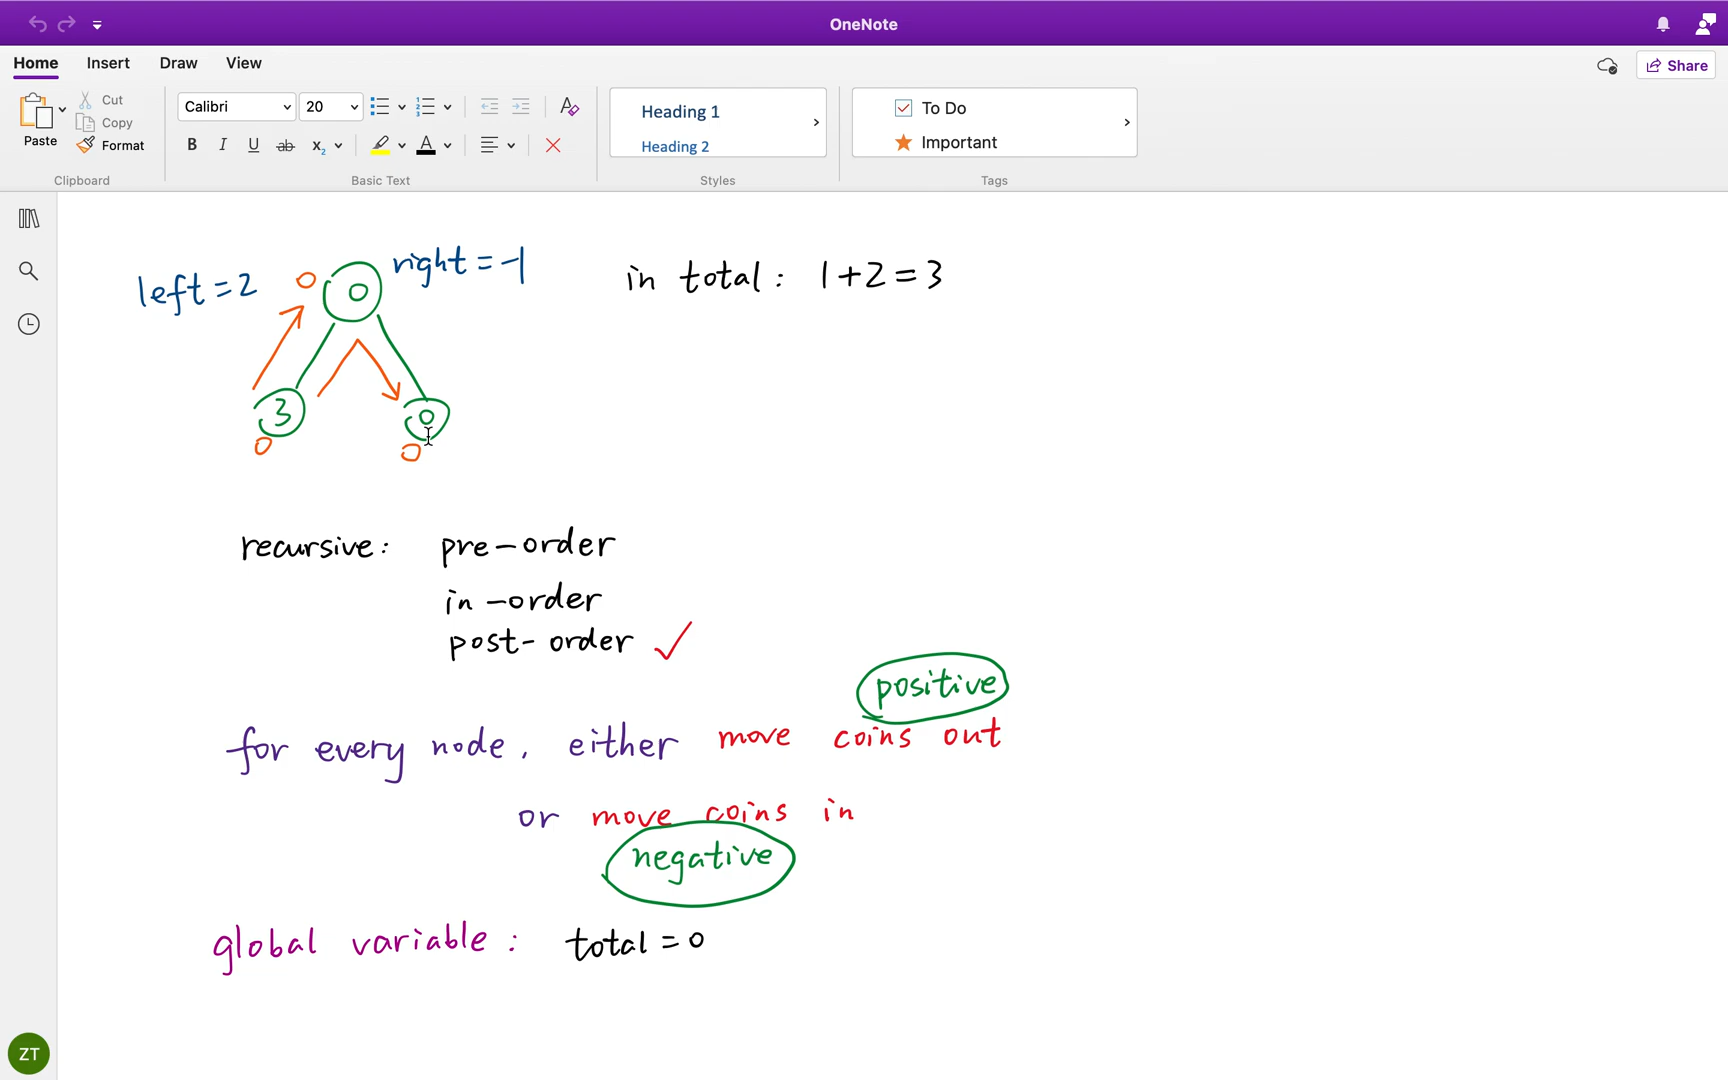 OneNote
Home Insert Draw View
Share
Paste
Cut
Copy
Format
Calibri 20
B I U ab x₂ A
Heading 1
Heading 2
To Do
Important
Clipboard Basic Text Styles Tags
left = 2 0 0 right = -1
in total : 1 + 2 = 3
3 0
0 0
recursive : pre-order
in-order
post-order ✓
positive
for every node, either move coins out
or move coins in
negative
global variable : total = 0
ZT